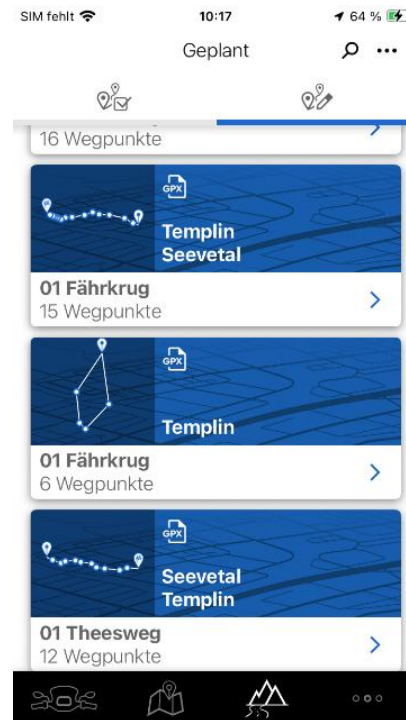 SIM fehlt 10:17 64 %
Geplant
16 Wegpunkte
GPX
Templin
Seevetal
01 Fährkrug
15 Wegpunkte
GPX
Templin
01 Fährkrug
6 Wegpunkte
GPX
Seevetal
Templin
01 Theesweg
12 Wegpunkte